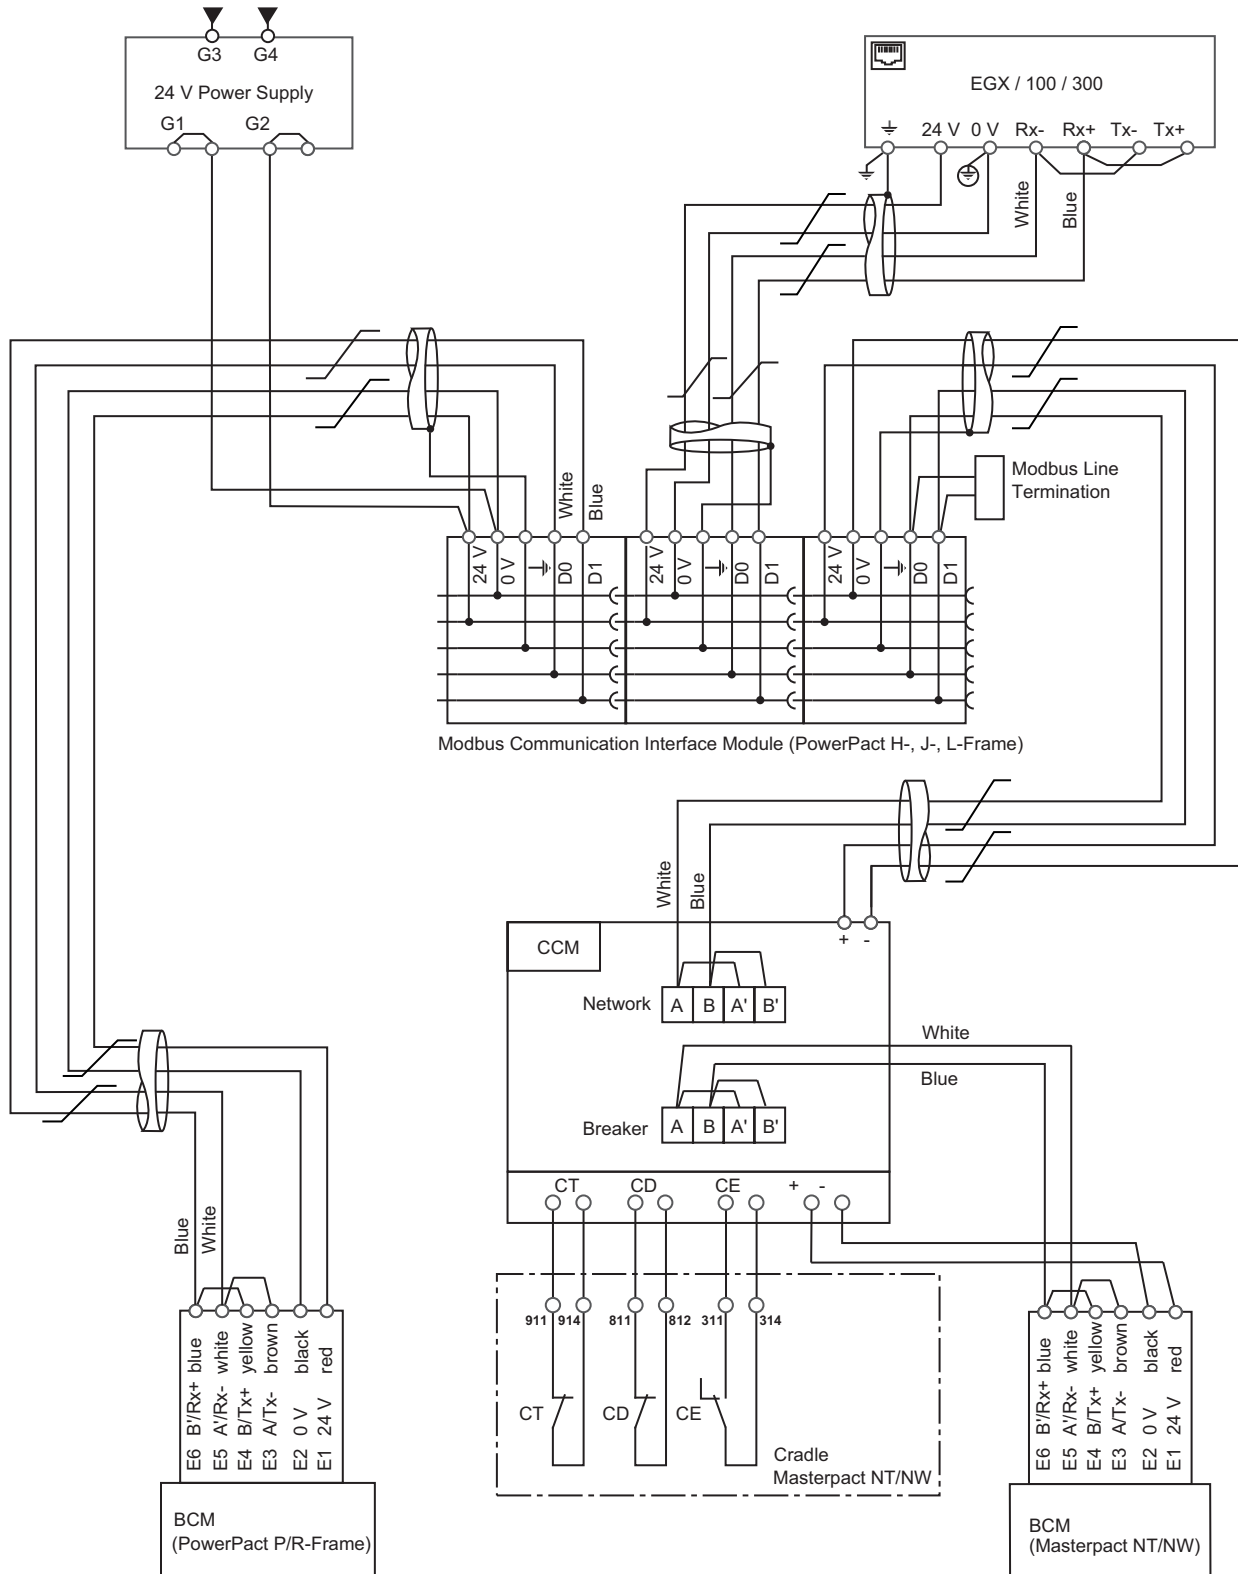 G3 G4
24 V Power Supply
G1 G2
EGX / 100 / 300
24 V 0 V Rx- Rx+ Tx- Tx+
White
Blue
White
Blue
Modbus Line
Termination
24 V
0 V
D0
D1
24 V
0 V
D0
D1
24 V
0 V
D0
D1
Modbus Communication Interface Module (PowerPact H-, J-, L-Frame)
White
Blue
CCM
+ -
Network
A B A' B'
White
Blue
Breaker
A B A' B'
CT CD CE + -
Blue
White
911 914 811 812 311 314
CT CD CE
Cradle
Masterpact NT/NW
E6 B'/Rx+ blue
E5 A'/Rx- white
E4 B/Tx+ yellow
E3 A/Tx- brown
E2 0 V black
E1 24 V red
BCM
(PowerPact P/R-Frame)
E6 B'/Rx+ blue
E5 A'/Rx- white
E4 B/Tx+ yellow
E3 A/Tx- brown
E2 0 V black
E1 24 V red
BCM
(Masterpact NT/NW)